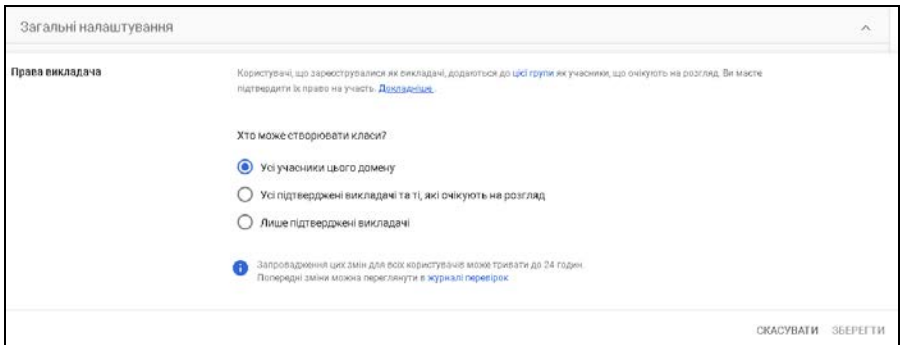 Загальні налаштування
Права викладача
Користувачі, що зареєструвалися як викладачі, додаються до цієї групи як учасники, що очікують на розгляд. Ви маєте
підтвердити їх право на участь. Докладніше.
Хто може створювати класи?
Усі учасники цього домену
Усі підтверджені викладачі та ті, які очікують на розгляд
Лише підтверджені викладачі
Запровадження цих змін для всіх користувачів може тривати до 24 годин.
Попередні зміни можна переглянути в журналі перевірок
СКАСУВАТИ ЗБЕРЕГТИ